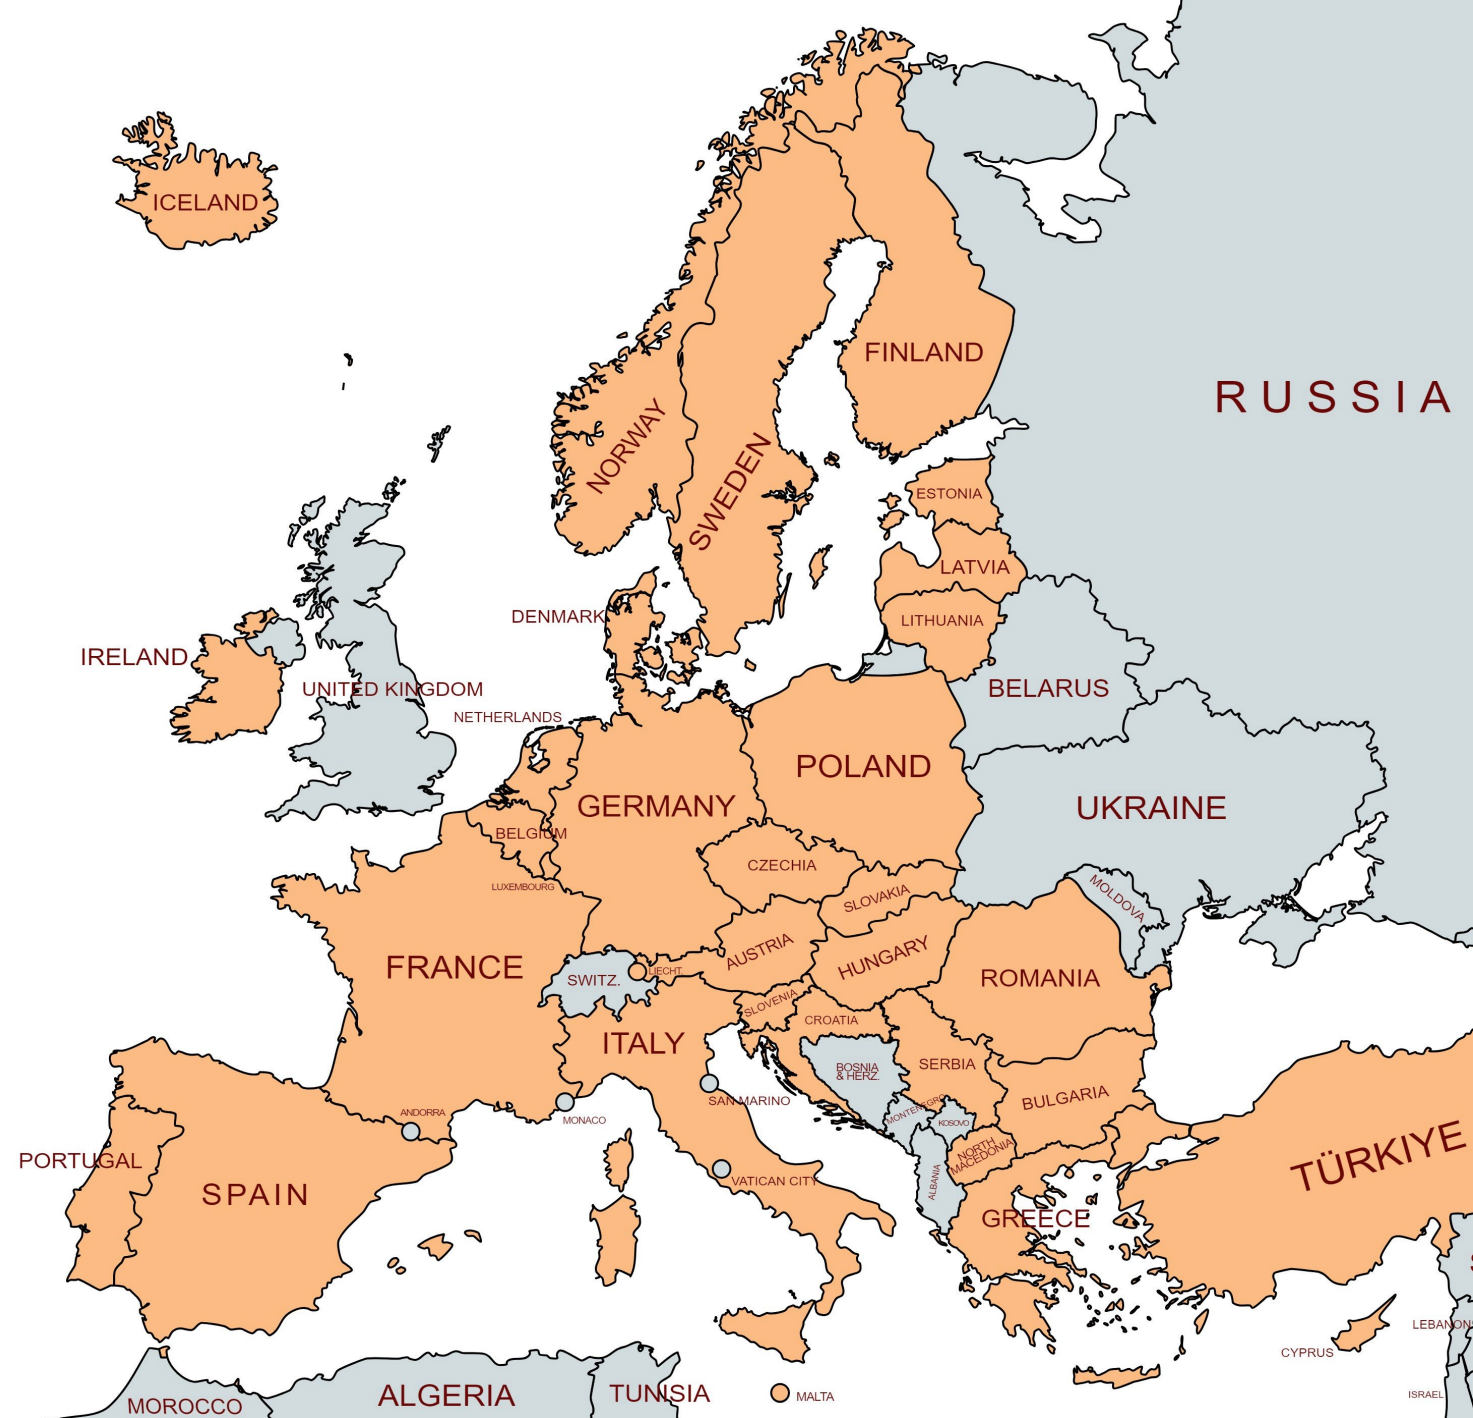 ICELAND
FINLAND
RUSSIA
NORWAY
SWEDEN
ESTONIA
LATVIA
DENMARK
LITHUANIA
IRELAND
UNITED KINGDOM
BELARUS
NETHERLANDS
POLAND
GERMANY
UKRAINE
BELGIUM
CZECHIA
LUXEMBOURG
SLOVAKIA
MOLDOVA
AUSTRIA
HUNGARY
FRANCE
SWITZ.
LIECHT.
ROMANIA
SLOVENIA
CROATIA
ITALY
BOSNIA
& HERZ.
SERBIA
SAN MARINO
BULGARIA
ANDORRA
MONACO
MONTENEGRO
KOSOVO
PORTUGAL
SPAIN
VATICAN CITY
ALBANIA
NORTH
MACEDONIA
TÜRKIYE
GREECE
LEBANON
CYPRUS
MOROCCO
ALGERIA
TUNISIA
MALTA
ISRAEL